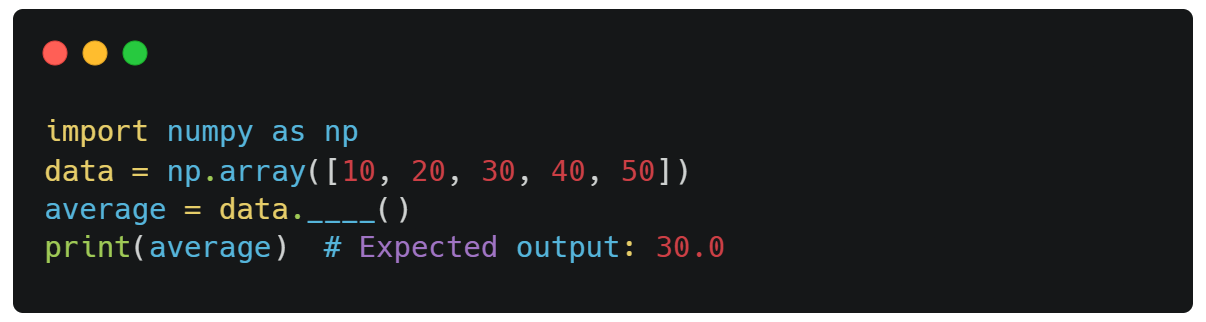 import numpy as np
data = np.array([10, 20, 30, 40, 50])
average = data.____()
print(average)  # Expected output: 30.0